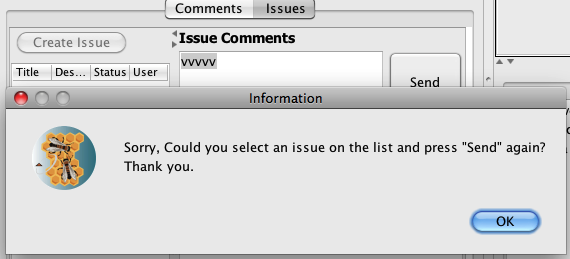 Comments Issues
Create Issue
Issue Comments
vvvvv
Title Des... Status User
Send
Information
Sorry, Could you select an issue on the list and press "Send" again?
Thank you.
OK